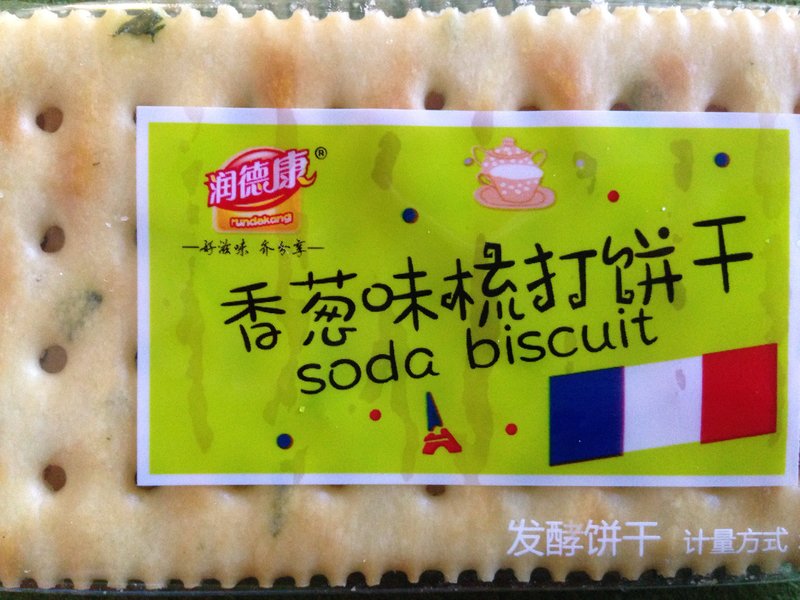 润德康®
rundakang
好滋味 齐分享
香葱味梳打饼干
soda biscuit
发酵饼干 计量方式